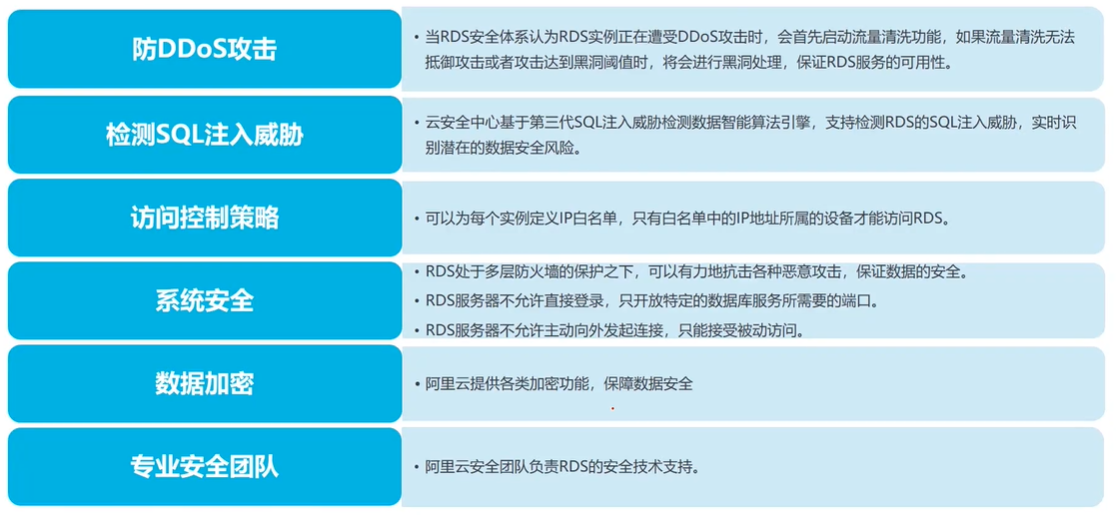 防DDoS攻击
• 当RDS安全体系认为RDS实例正在遭受DDoS攻击时，会首先启动流量清洗功能，如果流量清洗无法
抵御攻击或者攻击达到黑洞阈值时，将会进行黑洞处理，保证RDS服务的可用性。
检测SQL注入威胁
• 云安全中心基于第三代SQL注入威胁检测数据智能算法引擎，支持检测RDS的SQL注入威胁，实时识
别潜在的数据安全风险。
访问控制策略
• 可以为每个实例定义IP白名单，只有白名单中的IP地址所属的设备才能访问RDS。
系统安全
• RDS处于多层防火墙的保护之下，可以有力地抗击各种恶意攻击，保证数据的安全。
• RDS服务器不允许直接登录，只开放特定的数据库服务所需要的端口。
• RDS服务器不允许主动向外发起连接，只能接受被动访问。
数据加密
• 阿里云提供各类加密功能，保障数据安全
专业安全团队
• 阿里云安全团队负责RDS的安全技术支持。